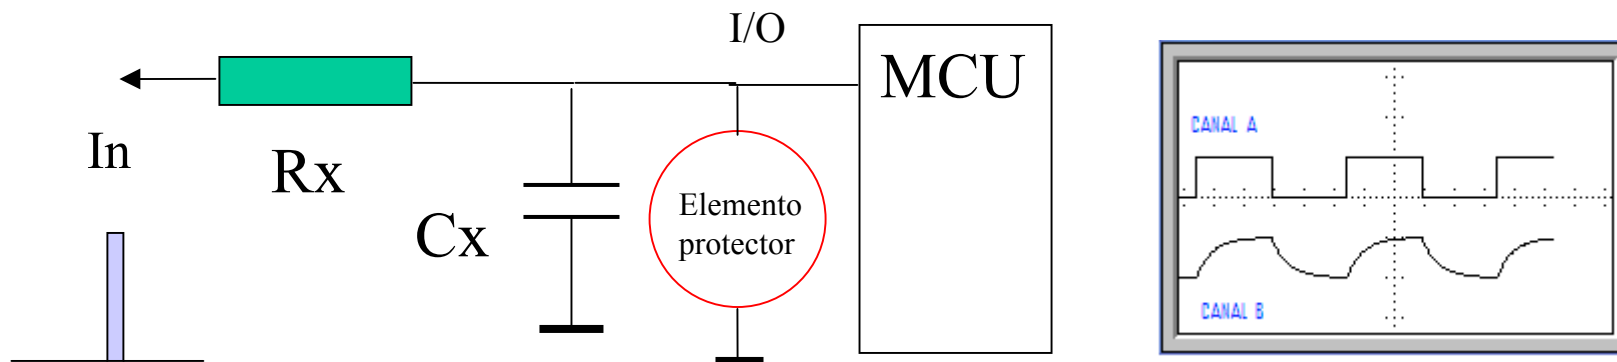 I/O
MCU
In
Rx
Cx
Elemento
protector
CANAL A
CANAL B